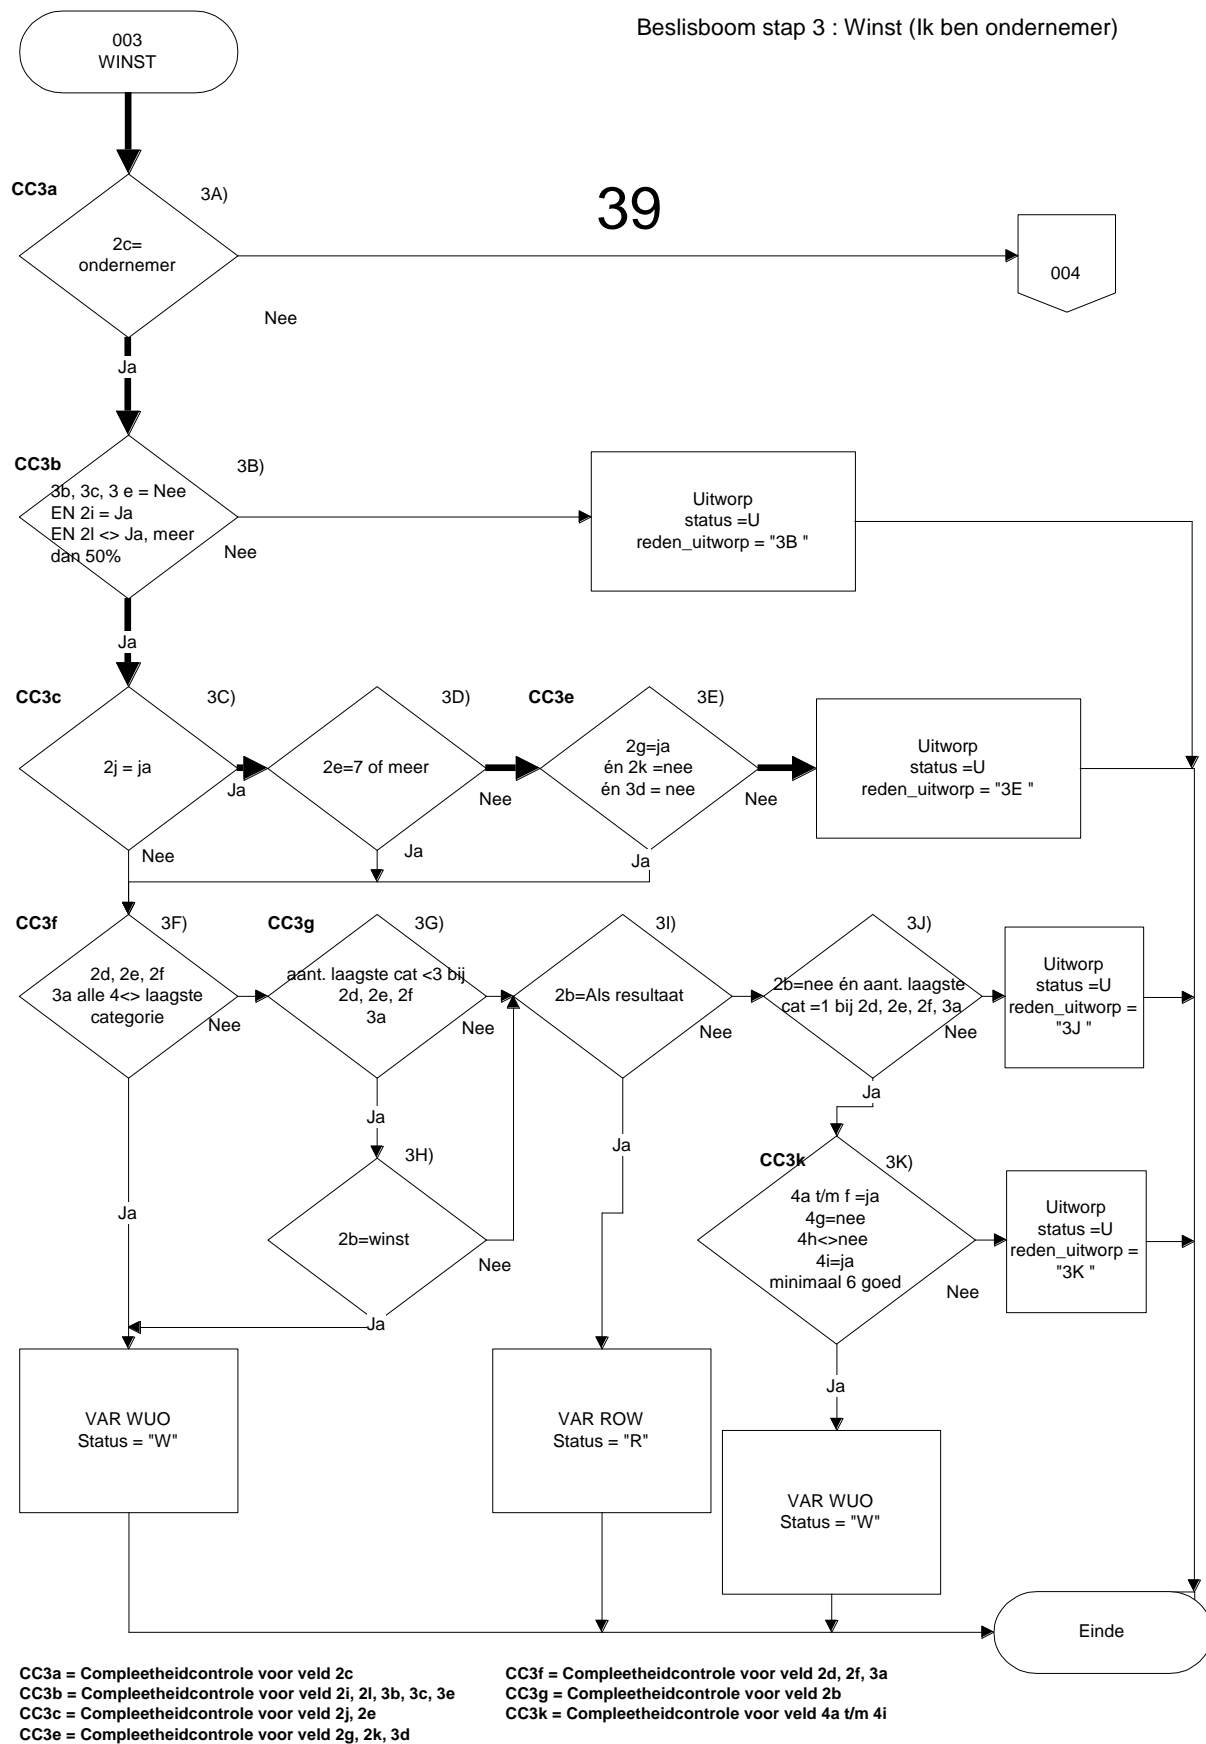 Beslisboom stap 3 : Winst (Ik ben ondernemer)
003
WINST
39
CC3a
3A)
2c=
ondernemer
004
Nee
Ja
CC3b
3B)
3b, 3c, 3 e = Nee
EN 2i = Ja
EN 2l <> Ja, meer
dan 50%
Nee
Uitworp
status =U
reden_uitworp = "3B "
Ja
CC3c
3C)
2j = ja
Ja
Nee
3D)
2e=7 of meer
Nee
Ja
CC3e
3E)
2g=ja
én 2k =nee
én 3d = nee
Nee
Ja
Uitworp
status =U
reden_uitworp = "3E "
CC3f
3F)
2d, 2e, 2f
3a alle 4<> laagste
categorie
Nee
CC3g
3G)
aant. laagste cat <3 bij
2d, 2e, 2f
3a
Nee
Ja
3I)
2b=Als resultaat
Nee
Ja
3J)
2b=nee én aant. laagste
cat =1 bij 2d, 2e, 2f, 3a
Nee
Ja
Uitworp
status =U
reden_uitworp =
"3J "
3H)
2b=winst
Nee
Ja
Ja
CC3k
3K)
4a t/m f =ja
4g=nee
4h<>nee
4i=ja
minimaal 6 goed
Nee
Ja
Uitworp
status =U
reden_uitworp =
"3K "
VAR WUO
Status = "W"
VAR ROW
Status = "R"
VAR WUO
Status = "W"
Einde
CC3a = Compleetheidcontrole voor veld 2c
CC3b = Compleetheidcontrole voor veld 2i, 2l, 3b, 3c, 3e
CC3c = Compleetheidcontrole voor veld 2j, 2e
CC3e = Compleetheidcontrole voor veld 2g, 2k, 3d
CC3f = Compleetheidcontrole voor veld 2d, 2f, 3a
CC3g = Compleetheidcontrole voor veld 2b
CC3k = Compleetheidcontrole voor veld 4a t/m 4i